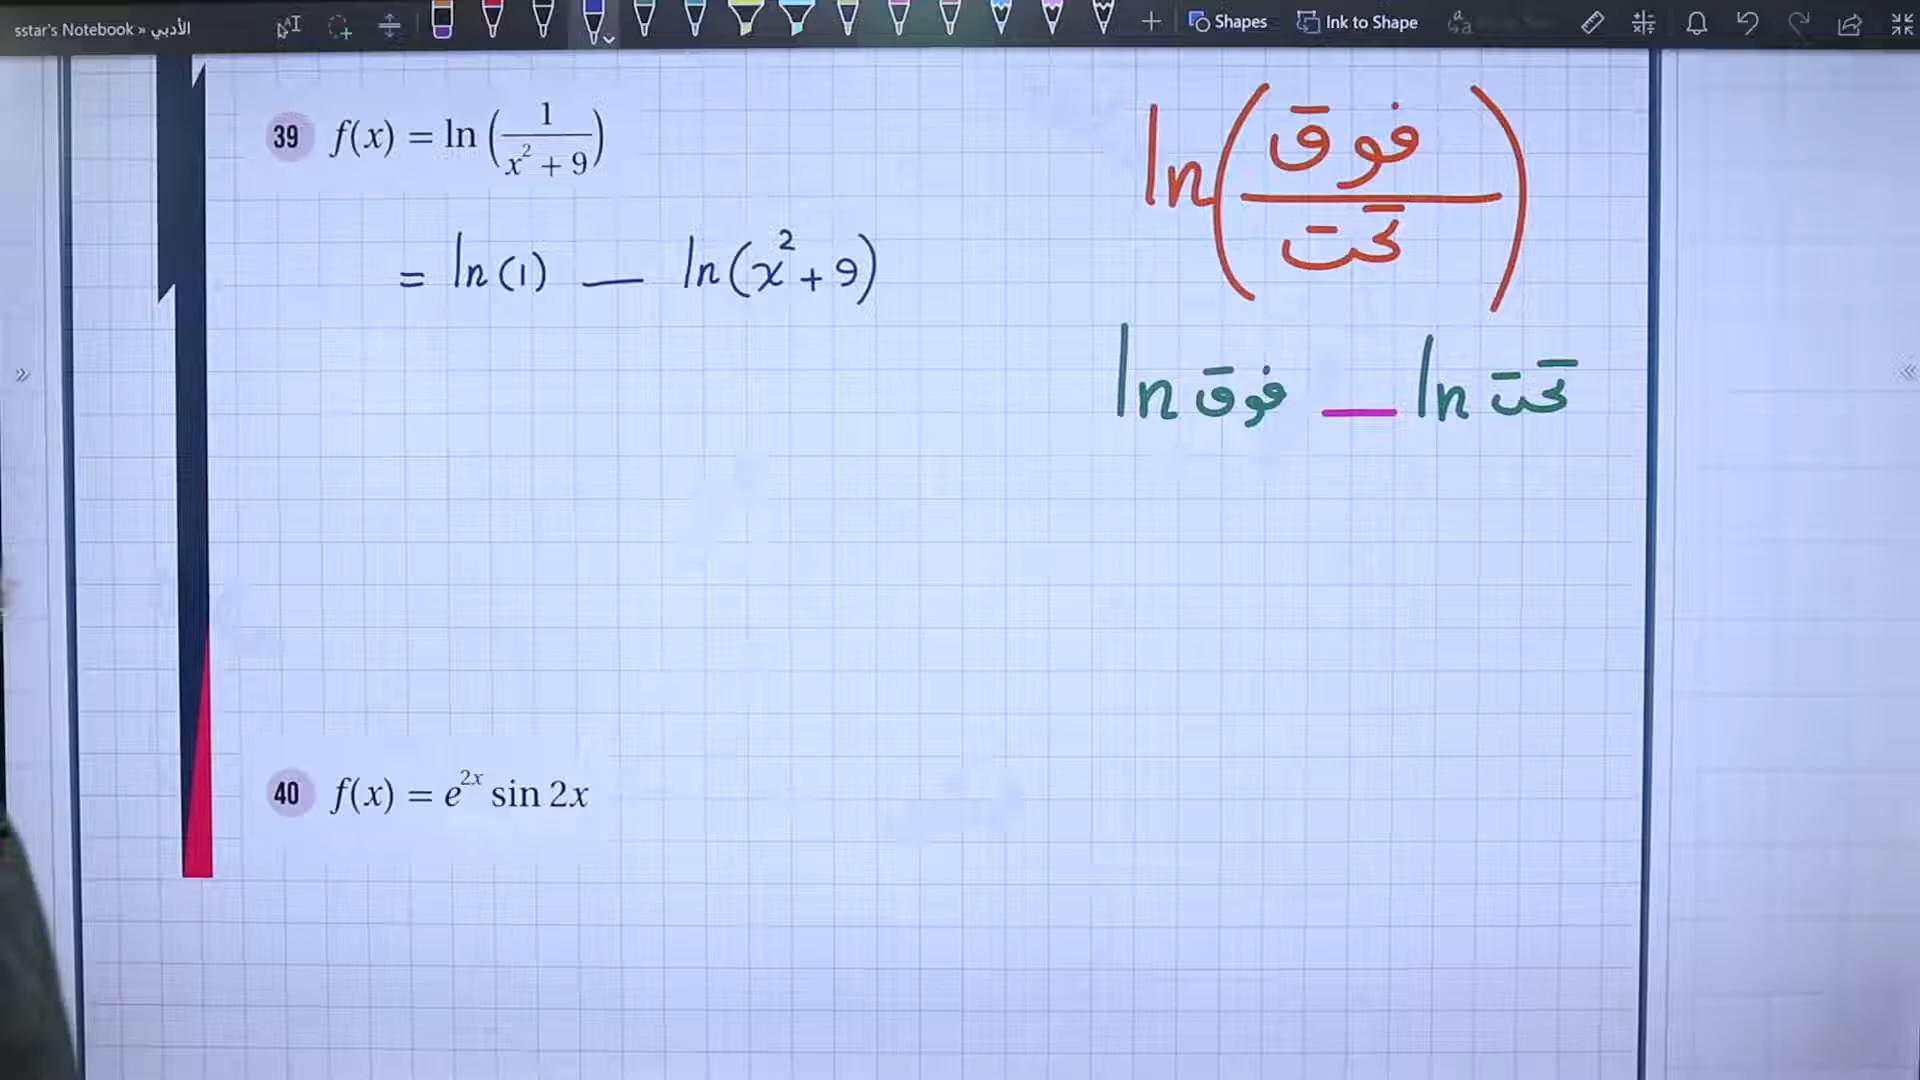 sstar's Notebook » الأدبي
Shapes
Ink to Shape
39 f(x) = ln (1 / (x² + 9))
= ln (1) — ln (x² + 9)
ln (فوق / تحت)
ln فوق — ln تحت
40 f(x) = e^{2x} sin 2x